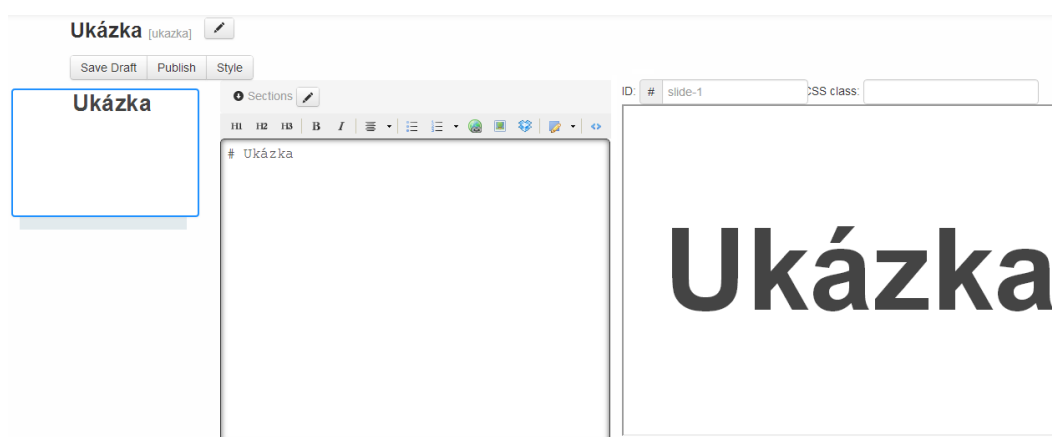 Ukázka [ukazka]
Save Draft Publish Style
Ukázka
Sections
ID: # slide-1 CSS class:
H1 H2 H3 B I
# Ukázka
Ukázka